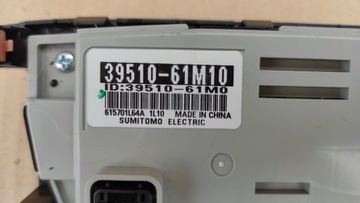 39510-61M10
ID:39510-61M0
615701L64A 1L10 MADE IN CHINA
SUMITOMO ELECTRIC